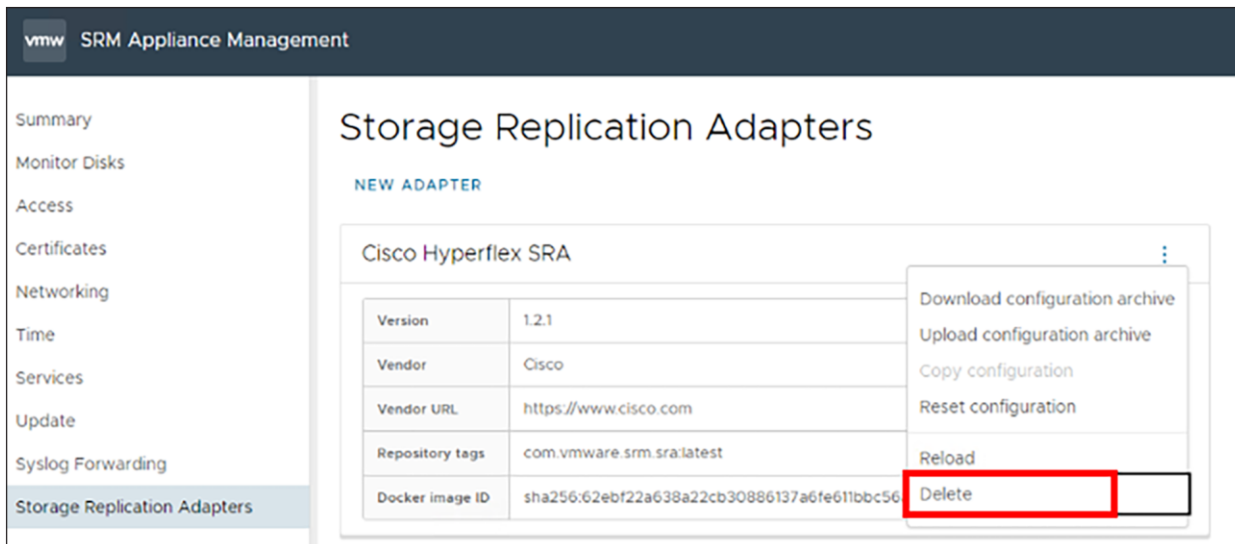 vmw SRM Appliance Management
Summary
Monitor Disks
Access
Certificates
Networking
Time
Services
Update
Syslog Forwarding
Storage Replication Adapters
Storage Replication Adapters
NEW ADAPTER
Cisco Hyperflex SRA
Version 1.2.1
Vendor Cisco
Vendor URL https://www.cisco.com
Repository tags com.vmware.srm.sra:latest
Docker image ID sha256:62ebf22a638a22cb30886137a6fe611bbc56
Download configuration archive
Upload configuration archive
Copy configuration
Reset configuration
Reload
Delete